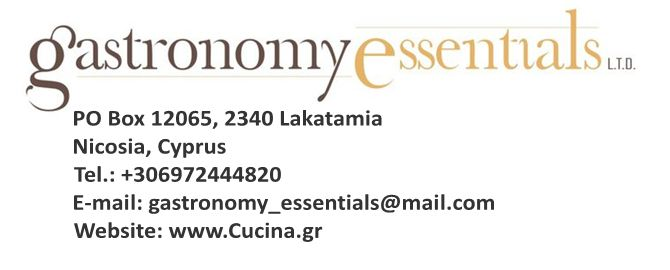 gastronomy essentials L.T.D.
PO Box 12065, 2340 Lakatamia
Nicosia, Cyprus
Tel.: +306972444820
E-mail: gastronomy_essentials@mail.com
Website: www.Cucina.gr